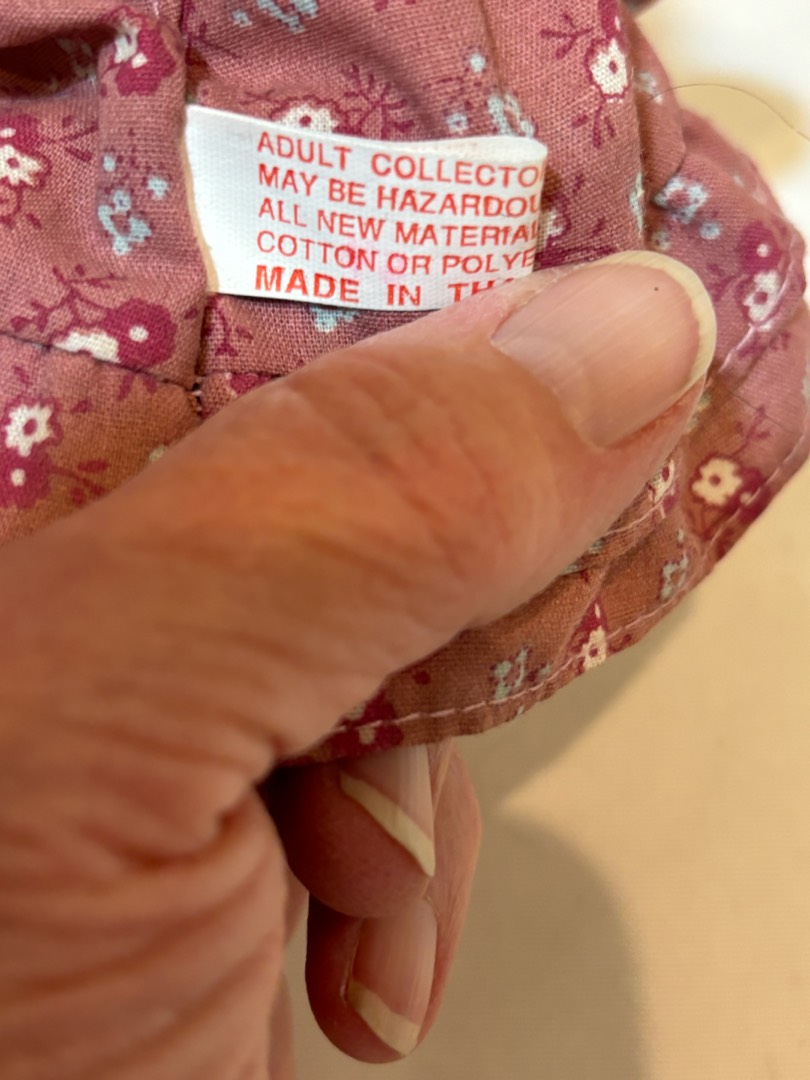 ADULT COLLECTO
MAY BE HAZARDOU
ALL NEW MATERIAL
COTTON OR POLYE
MADE IN TH